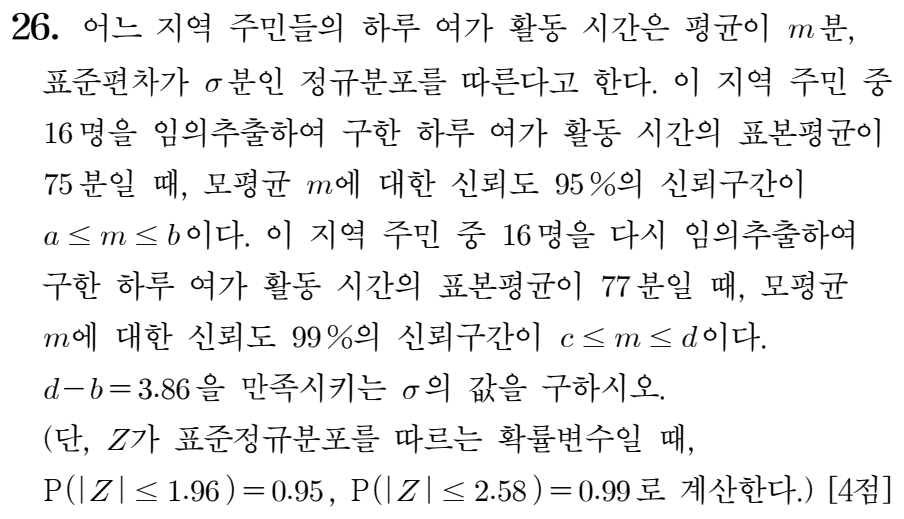 26. 어느 지역 주민들의 하루 여가 활동 시간은 평균이 m분,
표준편차가 σ분인 정규분포를 따른다고 한다. 이 지역 주민 중
16명을 임의추출하여 구한 하루 여가 활동 시간의 표본평균이
75분일 때, 모평균 m에 대한 신뢰도 95%의 신뢰구간이
a ≤ m ≤ b이다. 이 지역 주민 중 16명을 다시 임의추출하여
구한 하루 여가 활동 시간의 표본평균이 77분일 때, 모평균
m에 대한 신뢰도 99%의 신뢰구간이 c ≤ m ≤ d이다.
d-b=3.86을 만족시키는 σ의 값을 구하시오.
(단, Z가 표준정규분포를 따르는 확률변수일 때,
P(|Z| ≤ 1.96)=0.95, P(|Z| ≤ 2.58)=0.99로 계산한다.) [4점]